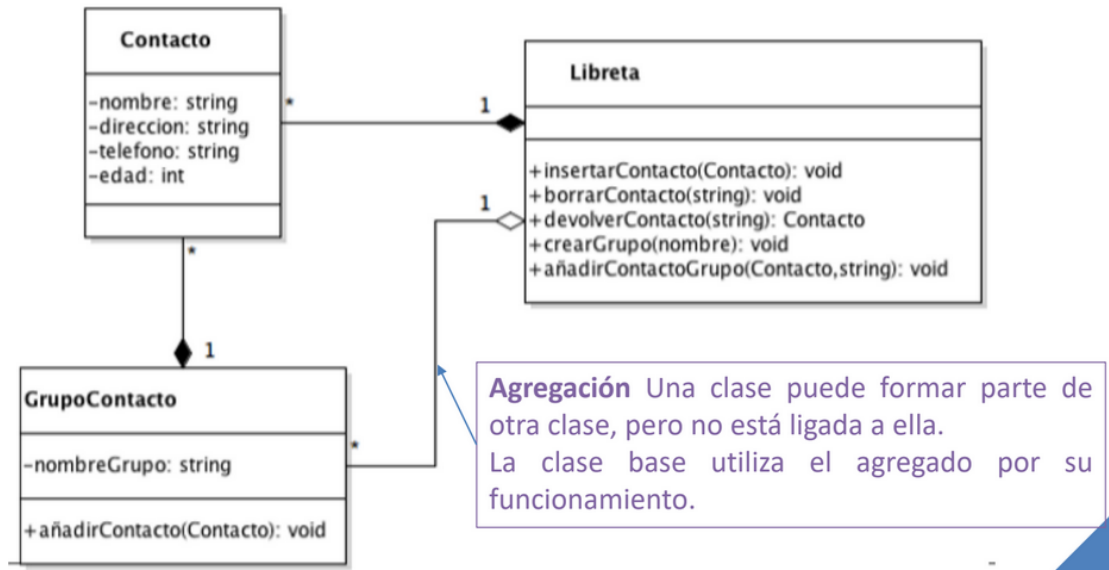 Contacto
-nombre: string
-direccion: string
-telefono: string
-edad: int
*
1
Libreta
+insertarContacto(Contacto): void
+borrarContacto(string): void
+devolverContacto(string): Contacto
+crearGrupo(nombre): void
+añadirContactoGrupo(Contacto,string): void
1
*
1
GrupoContacto
-nombreGrupo: string
+añadirContacto(Contacto): void
*
Agregación Una clase puede formar parte de
otra clase, pero no está ligada a ella.
La clase base utiliza el agregado por su
funcionamiento.